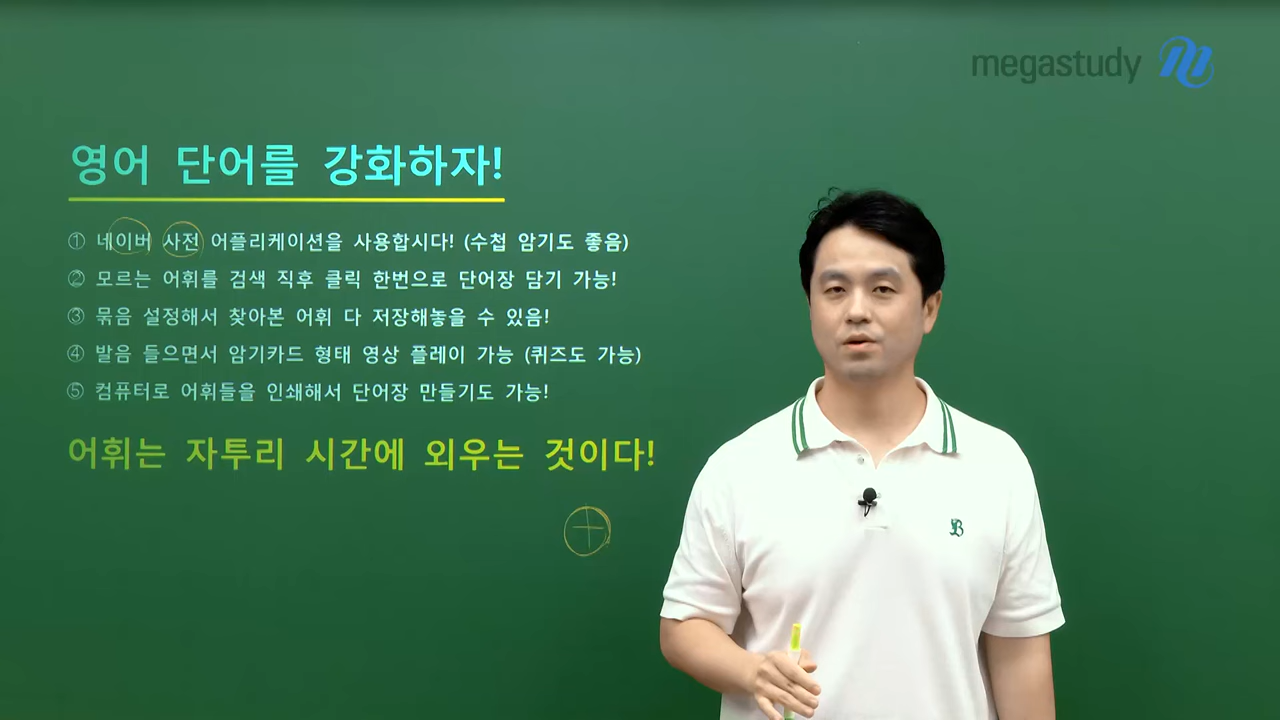 megastudy
영어 단어를 강화하자!
① 네이버 사전 어플리케이션을 사용합시다! (수첩 암기도 좋음)
② 모르는 어휘를 검색 직후 클릭 한번으로 단어장 담기 가능!
③ 묶음 설정해서 찾아본 어휘 다 저장해놓을 수 있음!
④ 발음 들으면서 암기카드 형태 영상 플레이 가능 (퀴즈도 가능)
⑤ 컴퓨터로 어휘들을 인쇄해서 단어장 만들기도 가능!
어휘는 자투리 시간에 외우는 것이다!
+
B